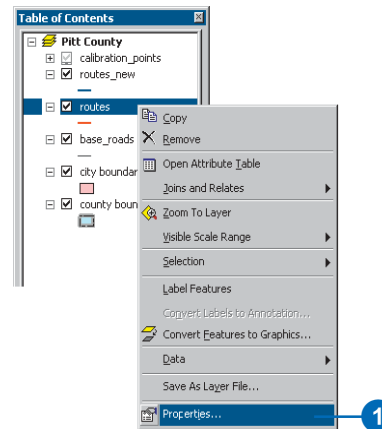 Table of Contents
Pitt County
calibration_points
routes_new
routes
base_roads
city boundar
county boun
Copy
Remove
Open Attribute Table
Joins and Relates
Zoom To Layer
Visible Scale Range
Selection
Label Features
Convert Labels to Annotation...
Convert Features to Graphics...
Data
Save As Layer File...
Properties...
1